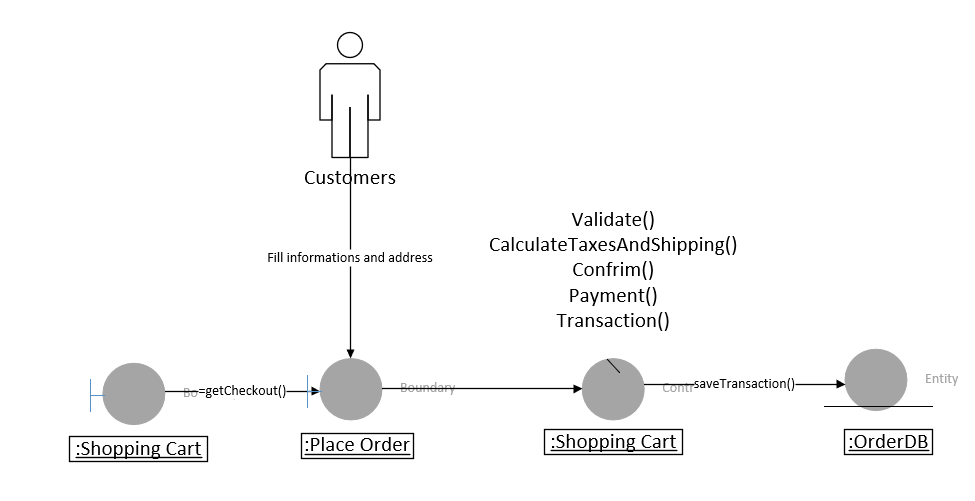 Customers
Validate()
CalculateTaxesAndShipping()
Confrim()
Payment()
Transaction()
Fill informations and address
Bo
=getCheckout()
Boundary
Contr
saveTransaction()
Entity
:Shopping Cart
:Place Order
:Shopping Cart
:OrderDB